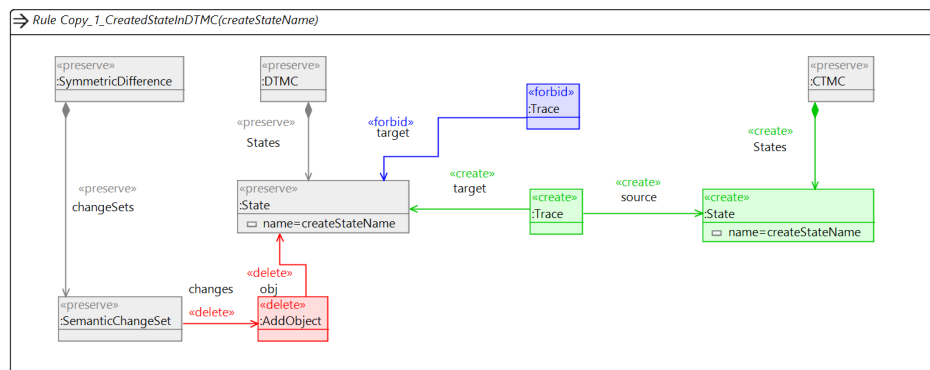 Rule Copy_1_CreatedStateInDTMC(createStateName)
«preserve»
:SymmetricDifference
«preserve»
:DTMC
«forbid»
:Trace
«preserve»
:CTMC
«preserve»
States
«forbid»
target
«create»
States
«preserve»
changeSets
«preserve»
:State
name=createStateName
«create»
target
«create»
:Trace
«create»
source
«create»
:State
name=createStateName
«preserve»
:SemanticChangeSet
changes
«delete»
«delete»
obj
«delete»
:AddObject